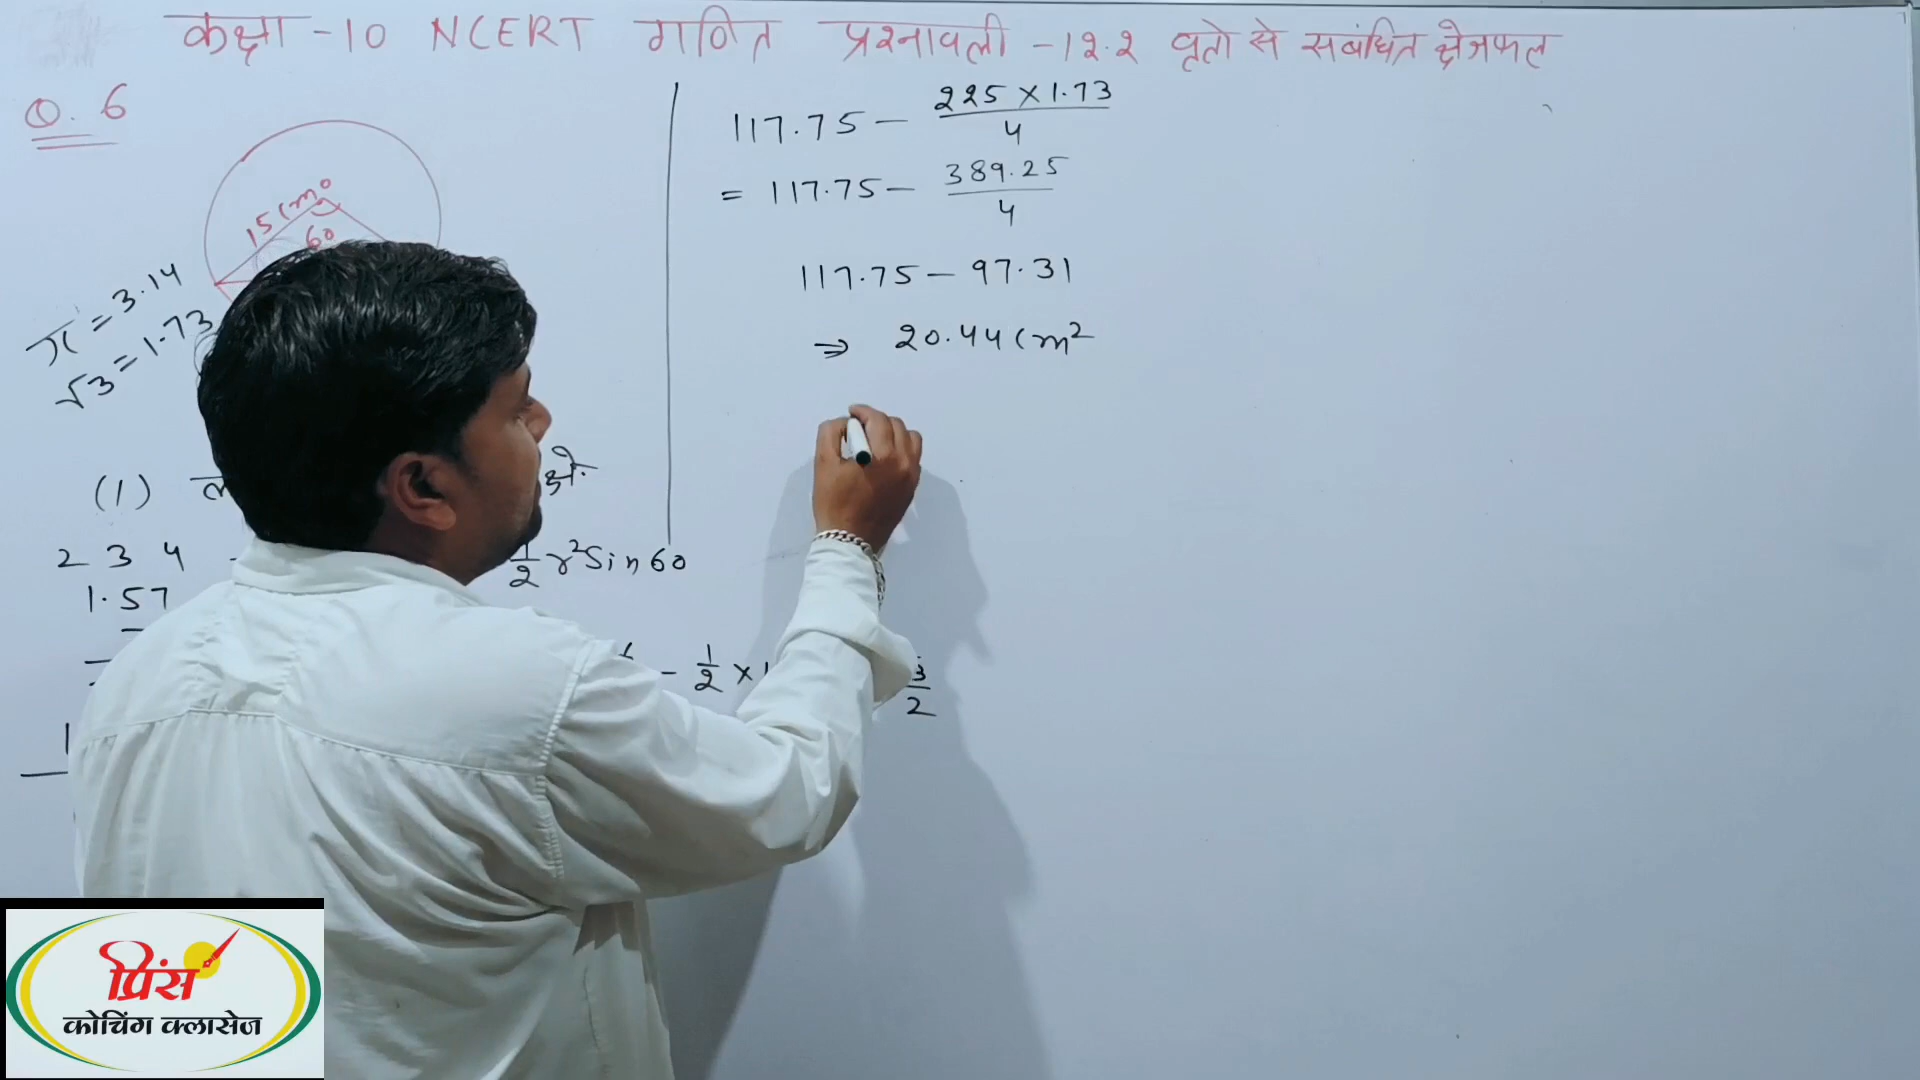 कक्षा -10 NCERT गणित प्रश्नावली -12.2 वृतो से सबंधित क्षेत्रफल
Q. 6
15 cm
60
π = 3.14
√3 = 1.73
(1)
2 3 4
1.57
1/2 r² Sin 60
- 1/2 ×
3/2
117.75 - 225 × 1.73 / 4
= 117.75 - 389.25 / 4
117.75 - 97.31
⇒ 20.44 cm²
प्रिंस
कोचिंग क्लासेज